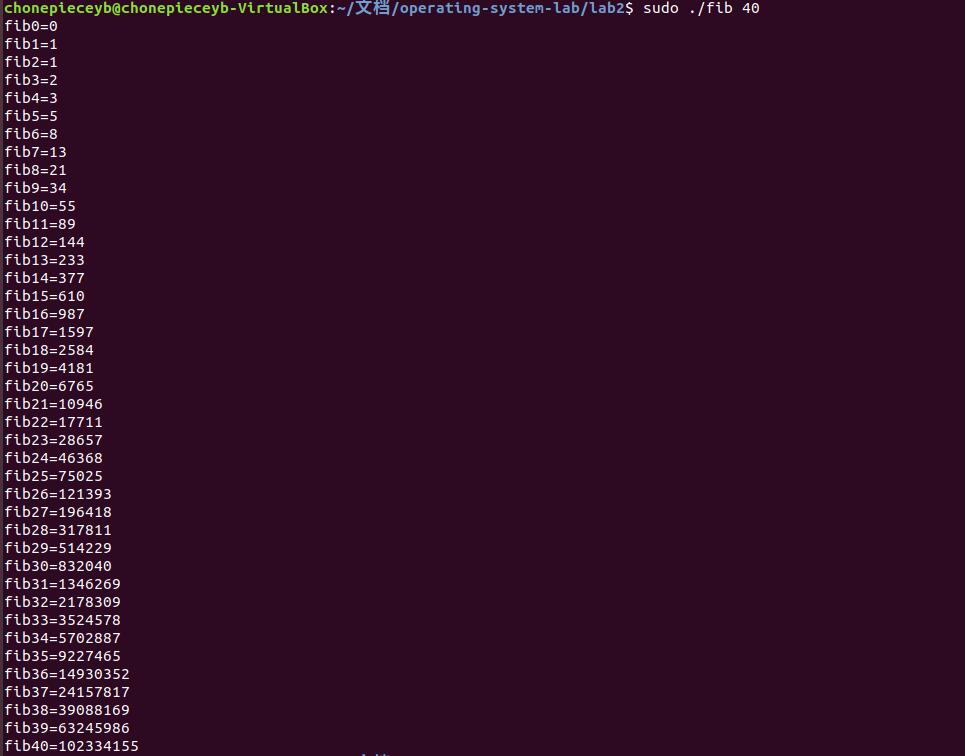 chonepieceyb@chonepieceyb-VirtualBox:~/文档/operating-system-lab/lab2$ sudo ./fib 40
fib0=0
fib1=1
fib2=1
fib3=2
fib4=3
fib5=5
fib6=8
fib7=13
fib8=21
fib9=34
fib10=55
fib11=89
fib12=144
fib13=233
fib14=377
fib15=610
fib16=987
fib17=1597
fib18=2584
fib19=4181
fib20=6765
fib21=10946
fib22=17711
fib23=28657
fib24=46368
fib25=75025
fib26=121393
fib27=196418
fib28=317811
fib29=514229
fib30=832040
fib31=1346269
fib32=2178309
fib33=3524578
fib34=5702887
fib35=9227465
fib36=14930352
fib37=24157817
fib38=39088169
fib39=63245986
fib40=102334155